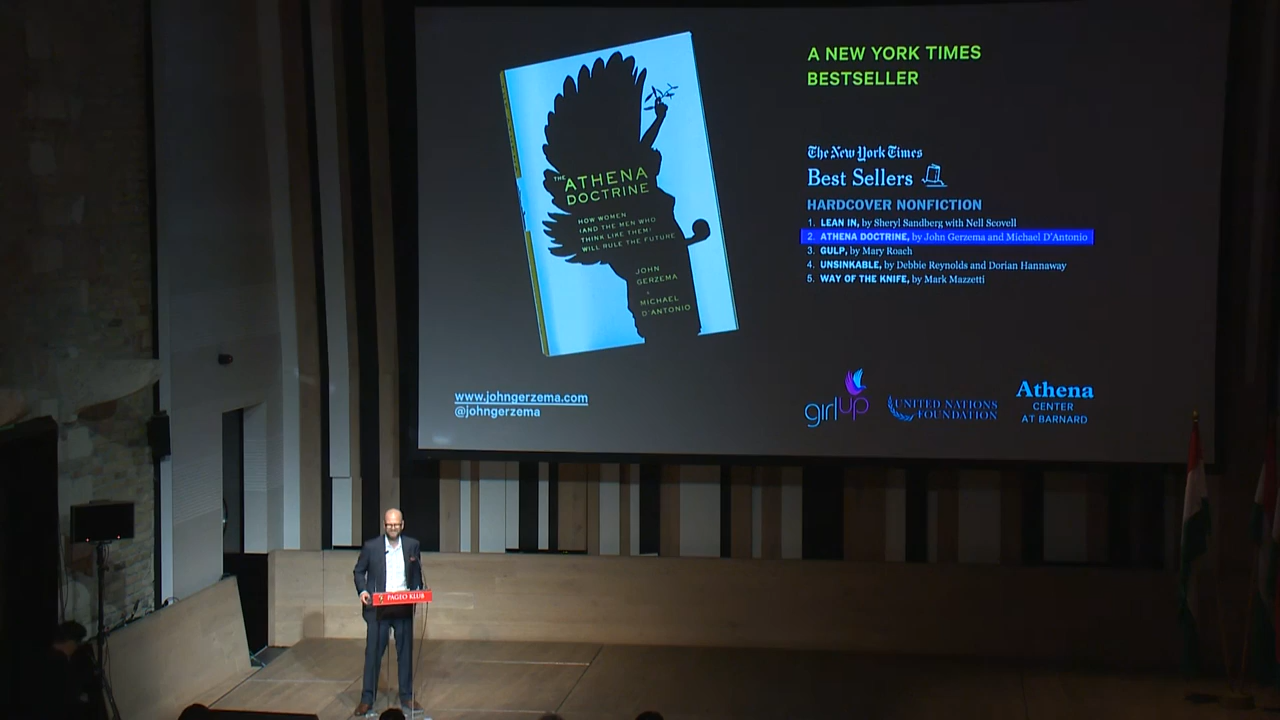 THE
ATHENA
DOCTRINE
HOW WOMEN
(AND THE MEN WHO
THINK LIKE THEM)
WILL RULE THE FUTURE
JOHN
GERZEMA
+
MICHAEL
D'ANTONIO
www.johngerzema.com
@johngerzema
A NEW YORK TIMES
BESTSELLER
The New York Times
Best Sellers
HARDCOVER NONFICTION
1. LEAN IN, by Sheryl Sandberg with Nell Scovell
2. ATHENA DOCTRINE, by John Gerzema and Michael D'Antonio
3. GULP, by Mary Roach
4. UNSINKABLE, by Debbie Reynolds and Dorian Hannaway
5. WAY OF THE KNIFE, by Mark Mazzetti
girl up
UNITED NATIONS
FOUNDATION
Athena
CENTER
AT BARNARD
PAGEO KLUB